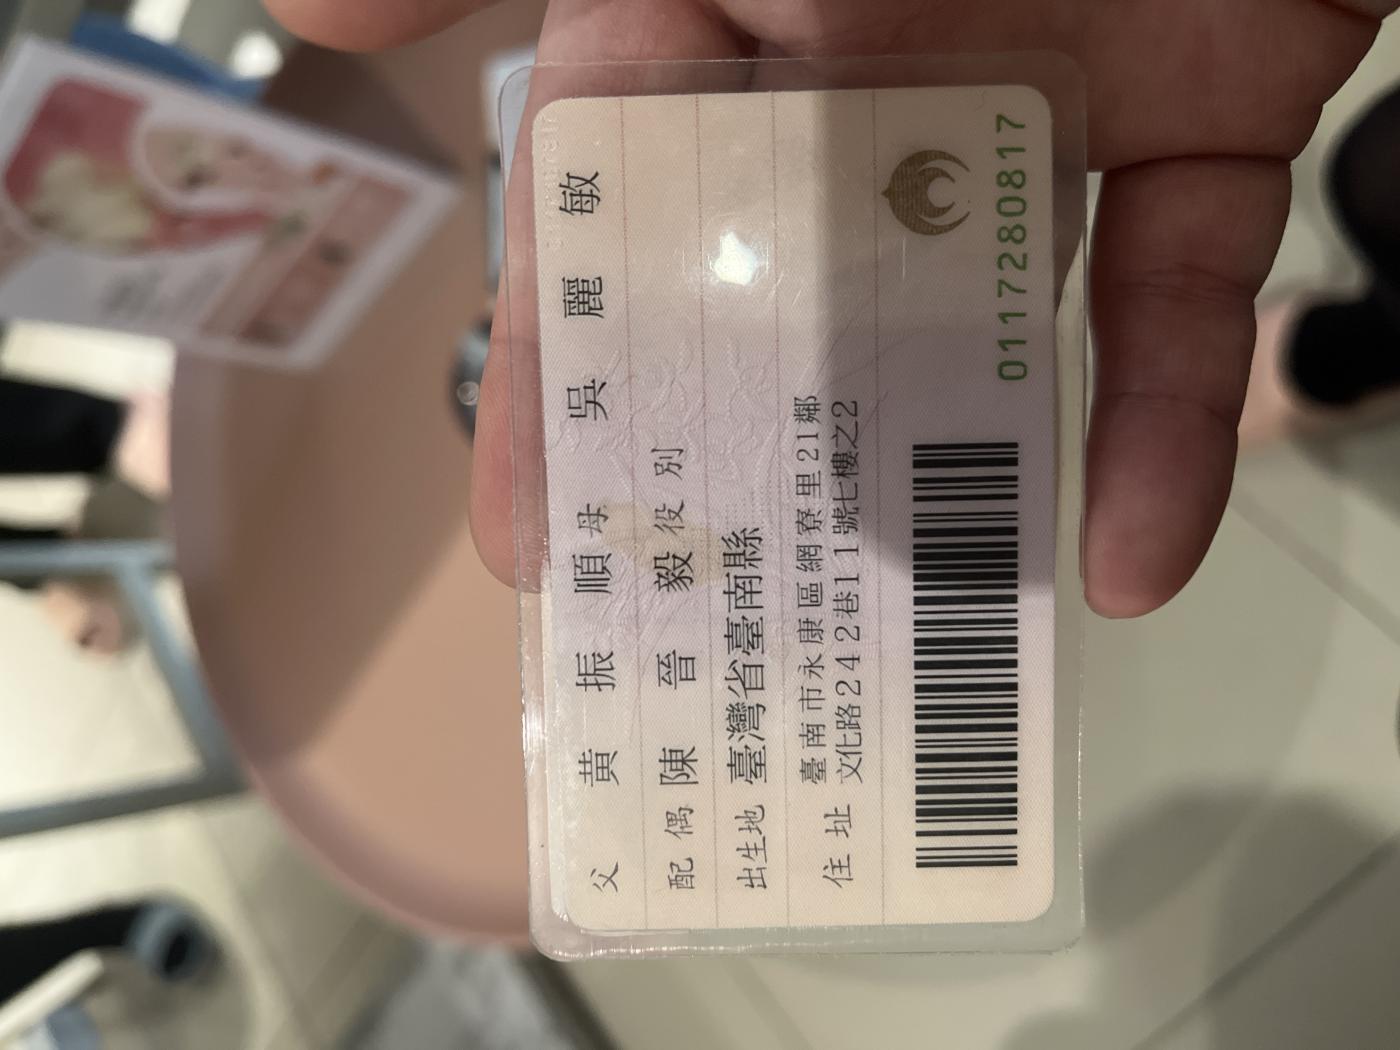 父 黃振順 母 吳麗敏
配偶 陳晉毅 役別
出生地 臺灣省臺南縣
住址 臺南市永康區網寮里21鄰
文化路242巷11號七樓之2
0117280817